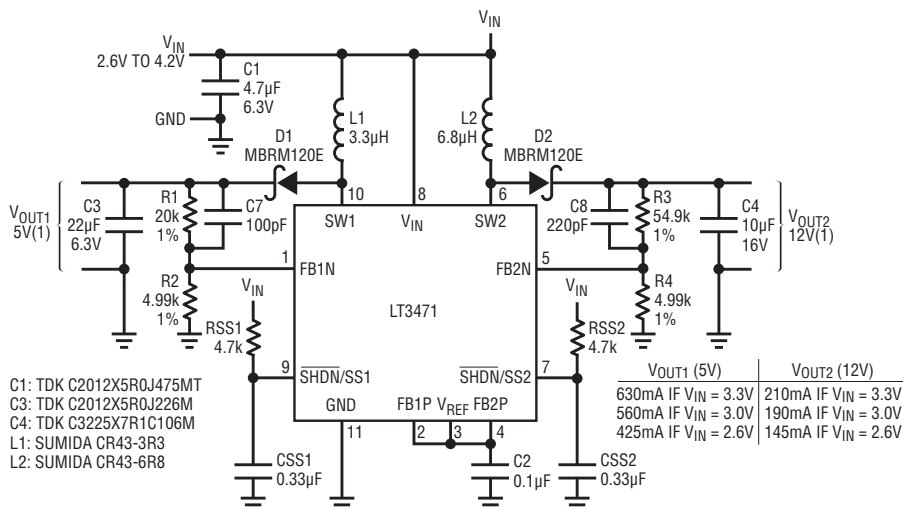 VIN
VIN
2.6V TO 4.2V
C1
4.7µF
6.3V
GND
L1
3.3µH
L2
6.8µH
D1
MBRM120E
D2
MBRM120E
10
8
6
SW1
VIN
SW2
VOUT1
5V(1)
C3
22µF
6.3V
R1
20k
1%
C7
100pF
C8
220pF
R3
54.9k
1%
C4
10µF
16V
VOUT2
12V(1)
1
FB1N
FB2N
5
R2
4.99k
1%
R4
4.99k
1%
LT3471
VIN
RSS1
4.7k
VIN
RSS2
4.7k
9
SHDN/SS1
SHDN/SS2
7
GND
FB1P
VREF
FB2P
11
2
3
4
CSS1
0.33µF
C2
0.1µF
CSS2
0.33µF
C1: TDK C2012X5R0J475MT
C3: TDK C2012X5R0J226M
C4: TDK C3225X7R1C106M
L1: SUMIDA CR43-3R3
L2: SUMIDA CR43-6R8
VOUT1 (5V) VOUT2 (12V)
630mA IF VIN = 3.3V 210mA IF VIN = 3.3V
560mA IF VIN = 3.0V 190mA IF VIN = 3.0V
425mA IF VIN = 2.6V 145mA IF VIN = 2.6V